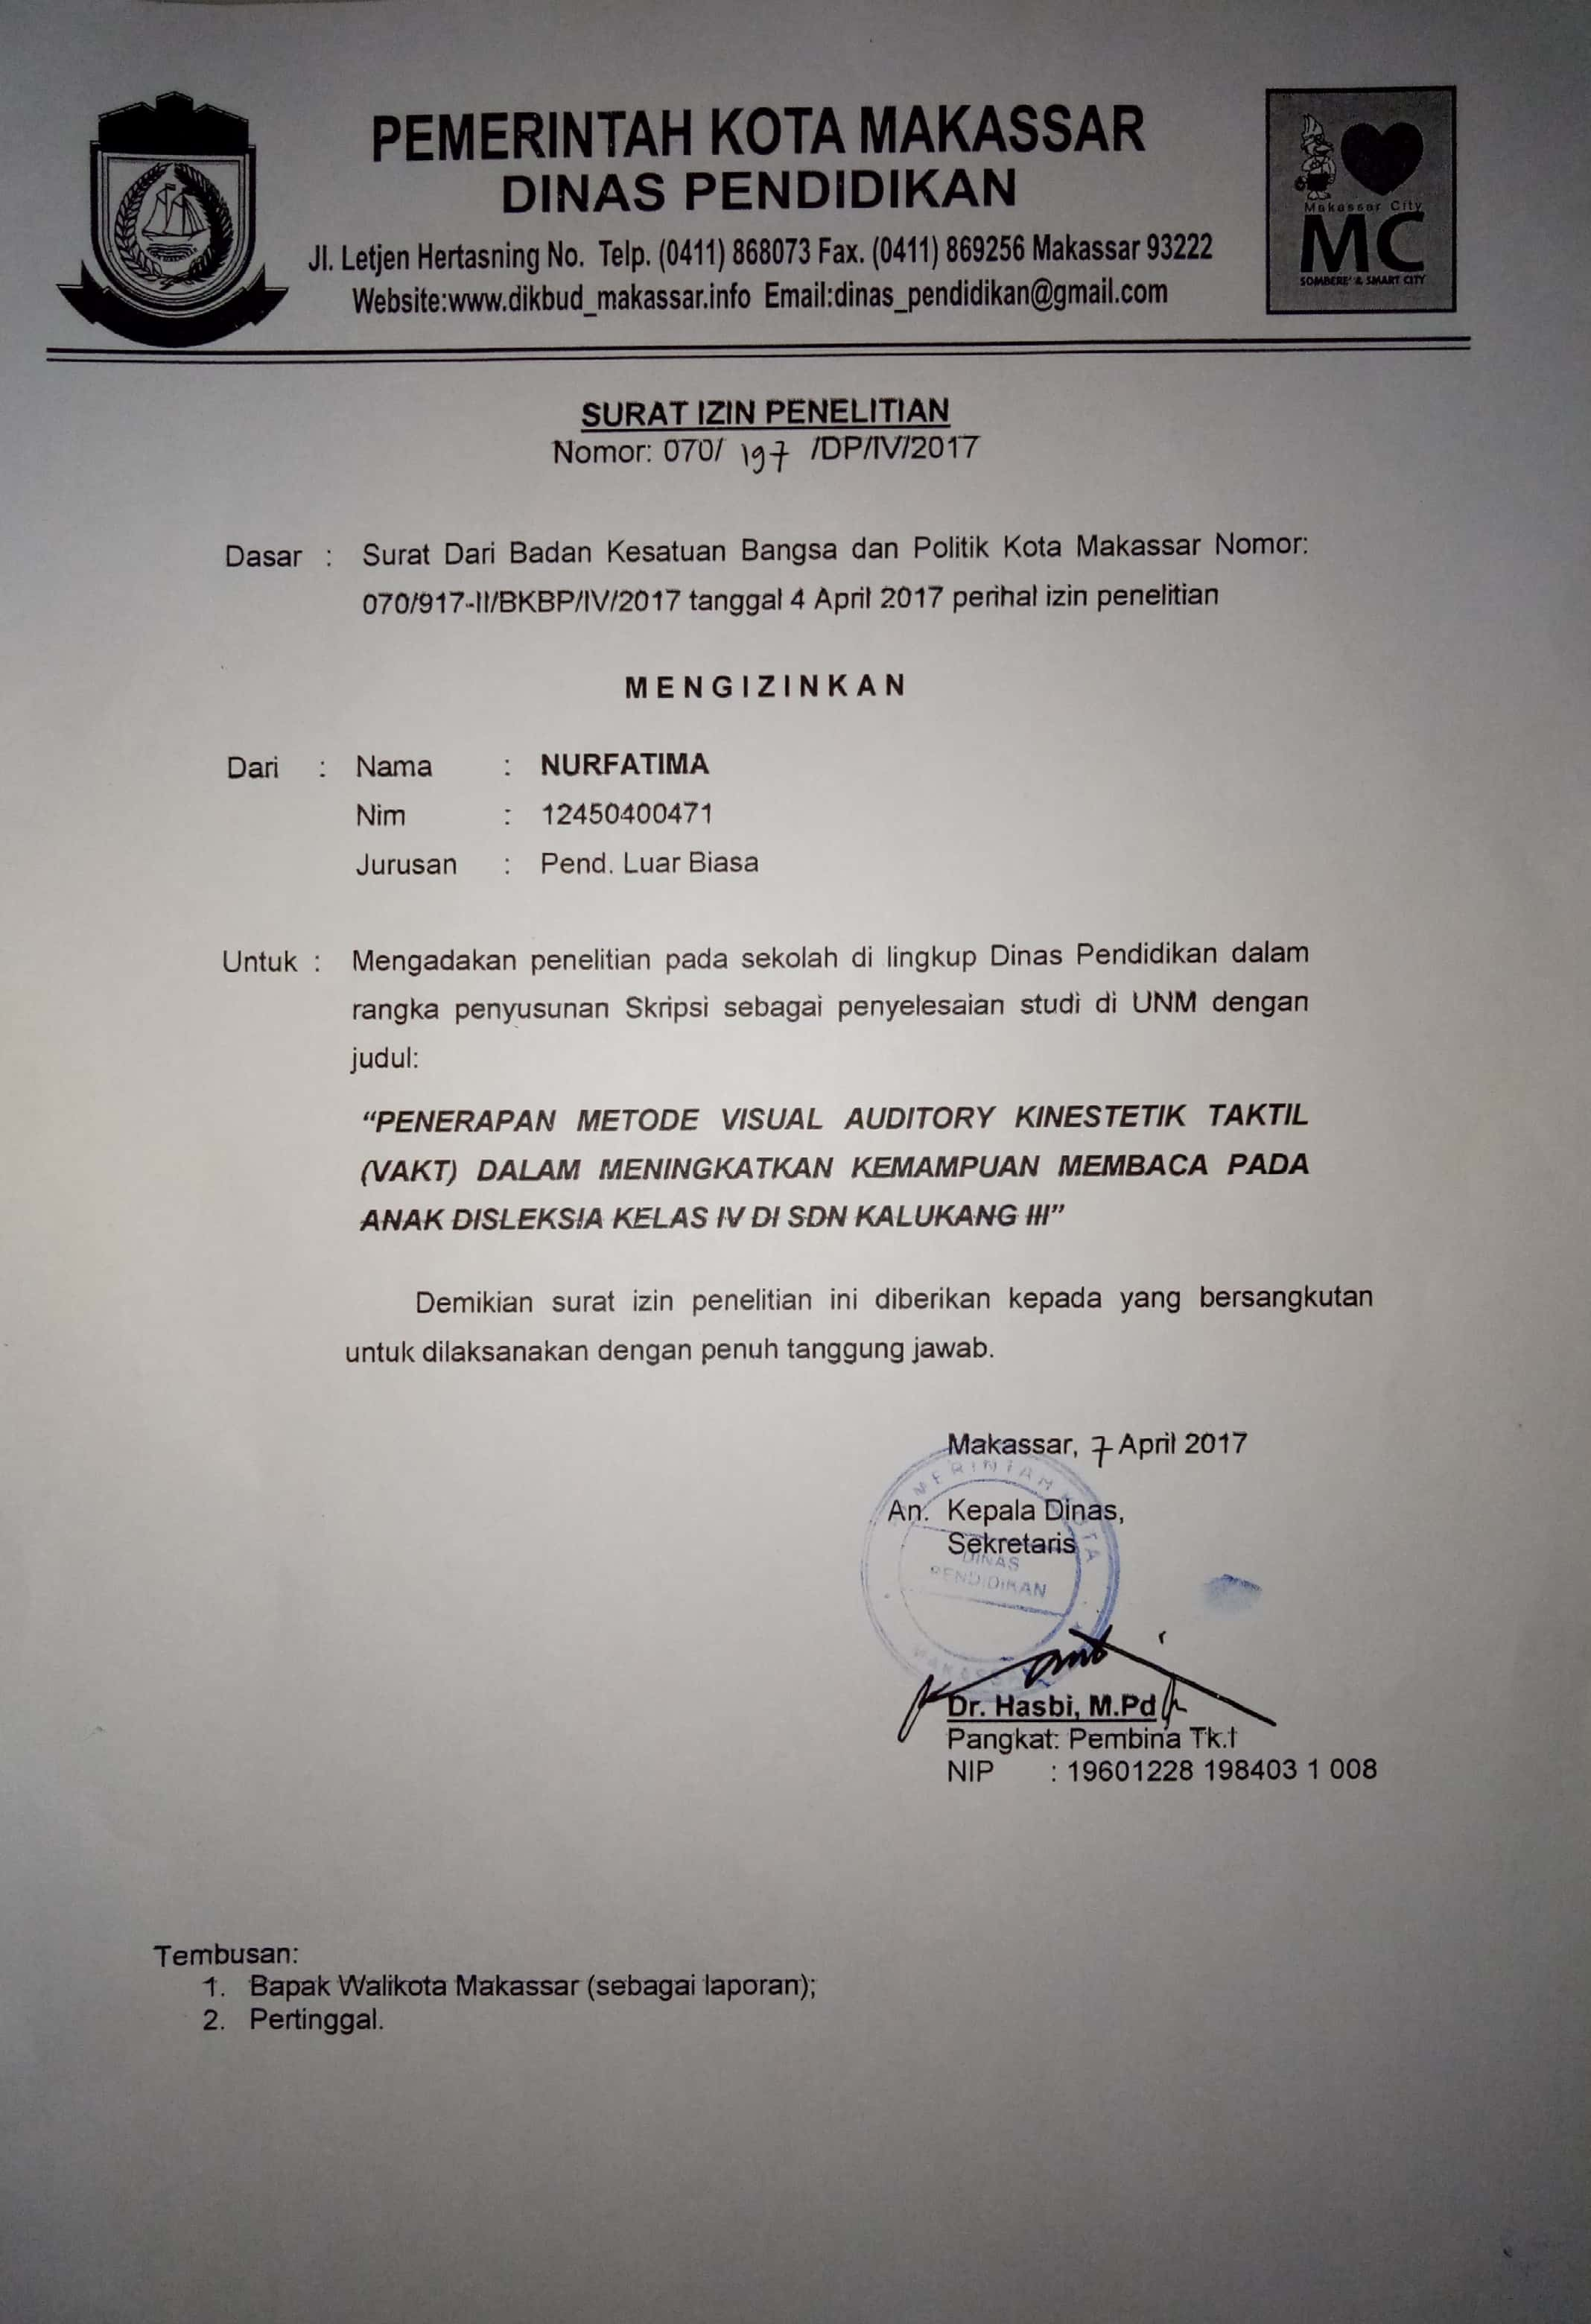 PEMERINTAH KOTA MAKASSAR
DINAS PENDIDIKAN
Jl. Letjen Hertasning No. Telp. (0411) 868073 Fax. (0411) 869256 Makassar 93222
Website:www.dikbud_makassar.info Email:dinas_pendidikan@gmail.com
Makassar City
MC
SOMBERE' & SMART CITY
SURAT IZIN PENELITIAN
Nomor: 070/ 197 /DP/IV/2017
Dasar : Surat Dari Badan Kesatuan Bangsa dan Politik Kota Makassar Nomor:
070/917-II/BKBP/IV/2017 tanggal 4 April 2017 perihal izin penelitian
M E N G I Z I N K A N
Dari : Nama : NURFATIMA
Nim : 12450400471
Jurusan : Pend. Luar Biasa
Untuk : Mengadakan penelitian pada sekolah di lingkup Dinas Pendidikan dalam
rangka penyusunan Skripsi sebagai penyelesaian studi di UNM dengan
judul:
“PENERAPAN METODE VISUAL AUDITORY KINESTETIK TAKTIL
(VAKT) DALAM MENINGKATKAN KEMAMPUAN MEMBACA PADA
ANAK DISLEKSIA KELAS IV DI SDN KALUKANG III”
Demikian surat izin penelitian ini diberikan kepada yang bersangkutan
untuk dilaksanakan dengan penuh tanggung jawab.
Makassar, 7 April 2017
An. Kepala Dinas,
Sekretaris
DINAS
PENDIDIKAN
Dr. Hasbi, M.Pd
Pangkat: Pembina Tk.I
NIP : 19601228 198403 1 008
Tembusan:
1. Bapak Walikota Makassar (sebagai laporan);
2. Pertinggal.